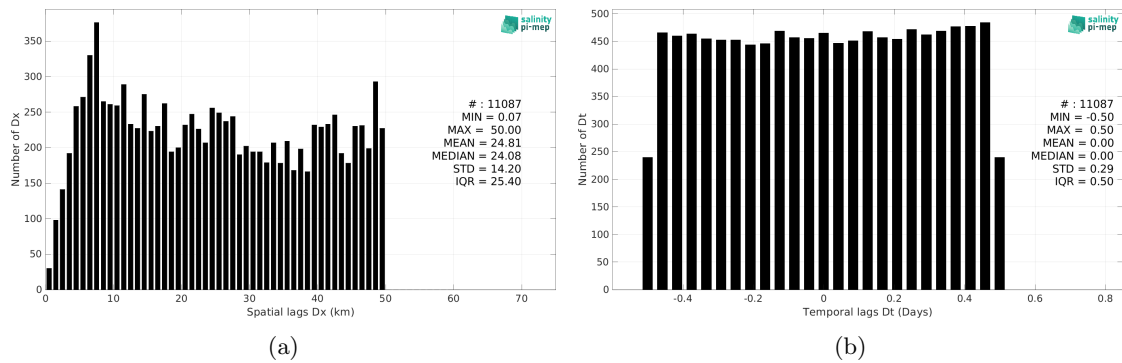 salinity
pi-mep
350
300
250
200
150
100
50
0
Number of Dx
# : 11087
MIN = 0.07
MAX = 50.00
MEAN = 24.81
MEDIAN = 24.08
STD = 14.20
IQR = 25.40
0 10 20 30 40 50 60 70
Spatial lags Dx (km)
(a)
salinity
pi-mep
500
450
400
350
300
250
200
150
100
50
0
Number of Dt
# : 11087
MIN = -0.50
MAX = 0.50
MEAN = 0.00
MEDIAN = 0.00
STD = 0.29
IQR = 0.50
-0.4 -0.2 0 0.2 0.4 0.6 0.8
Temporal lags Dt (Days)
(b)